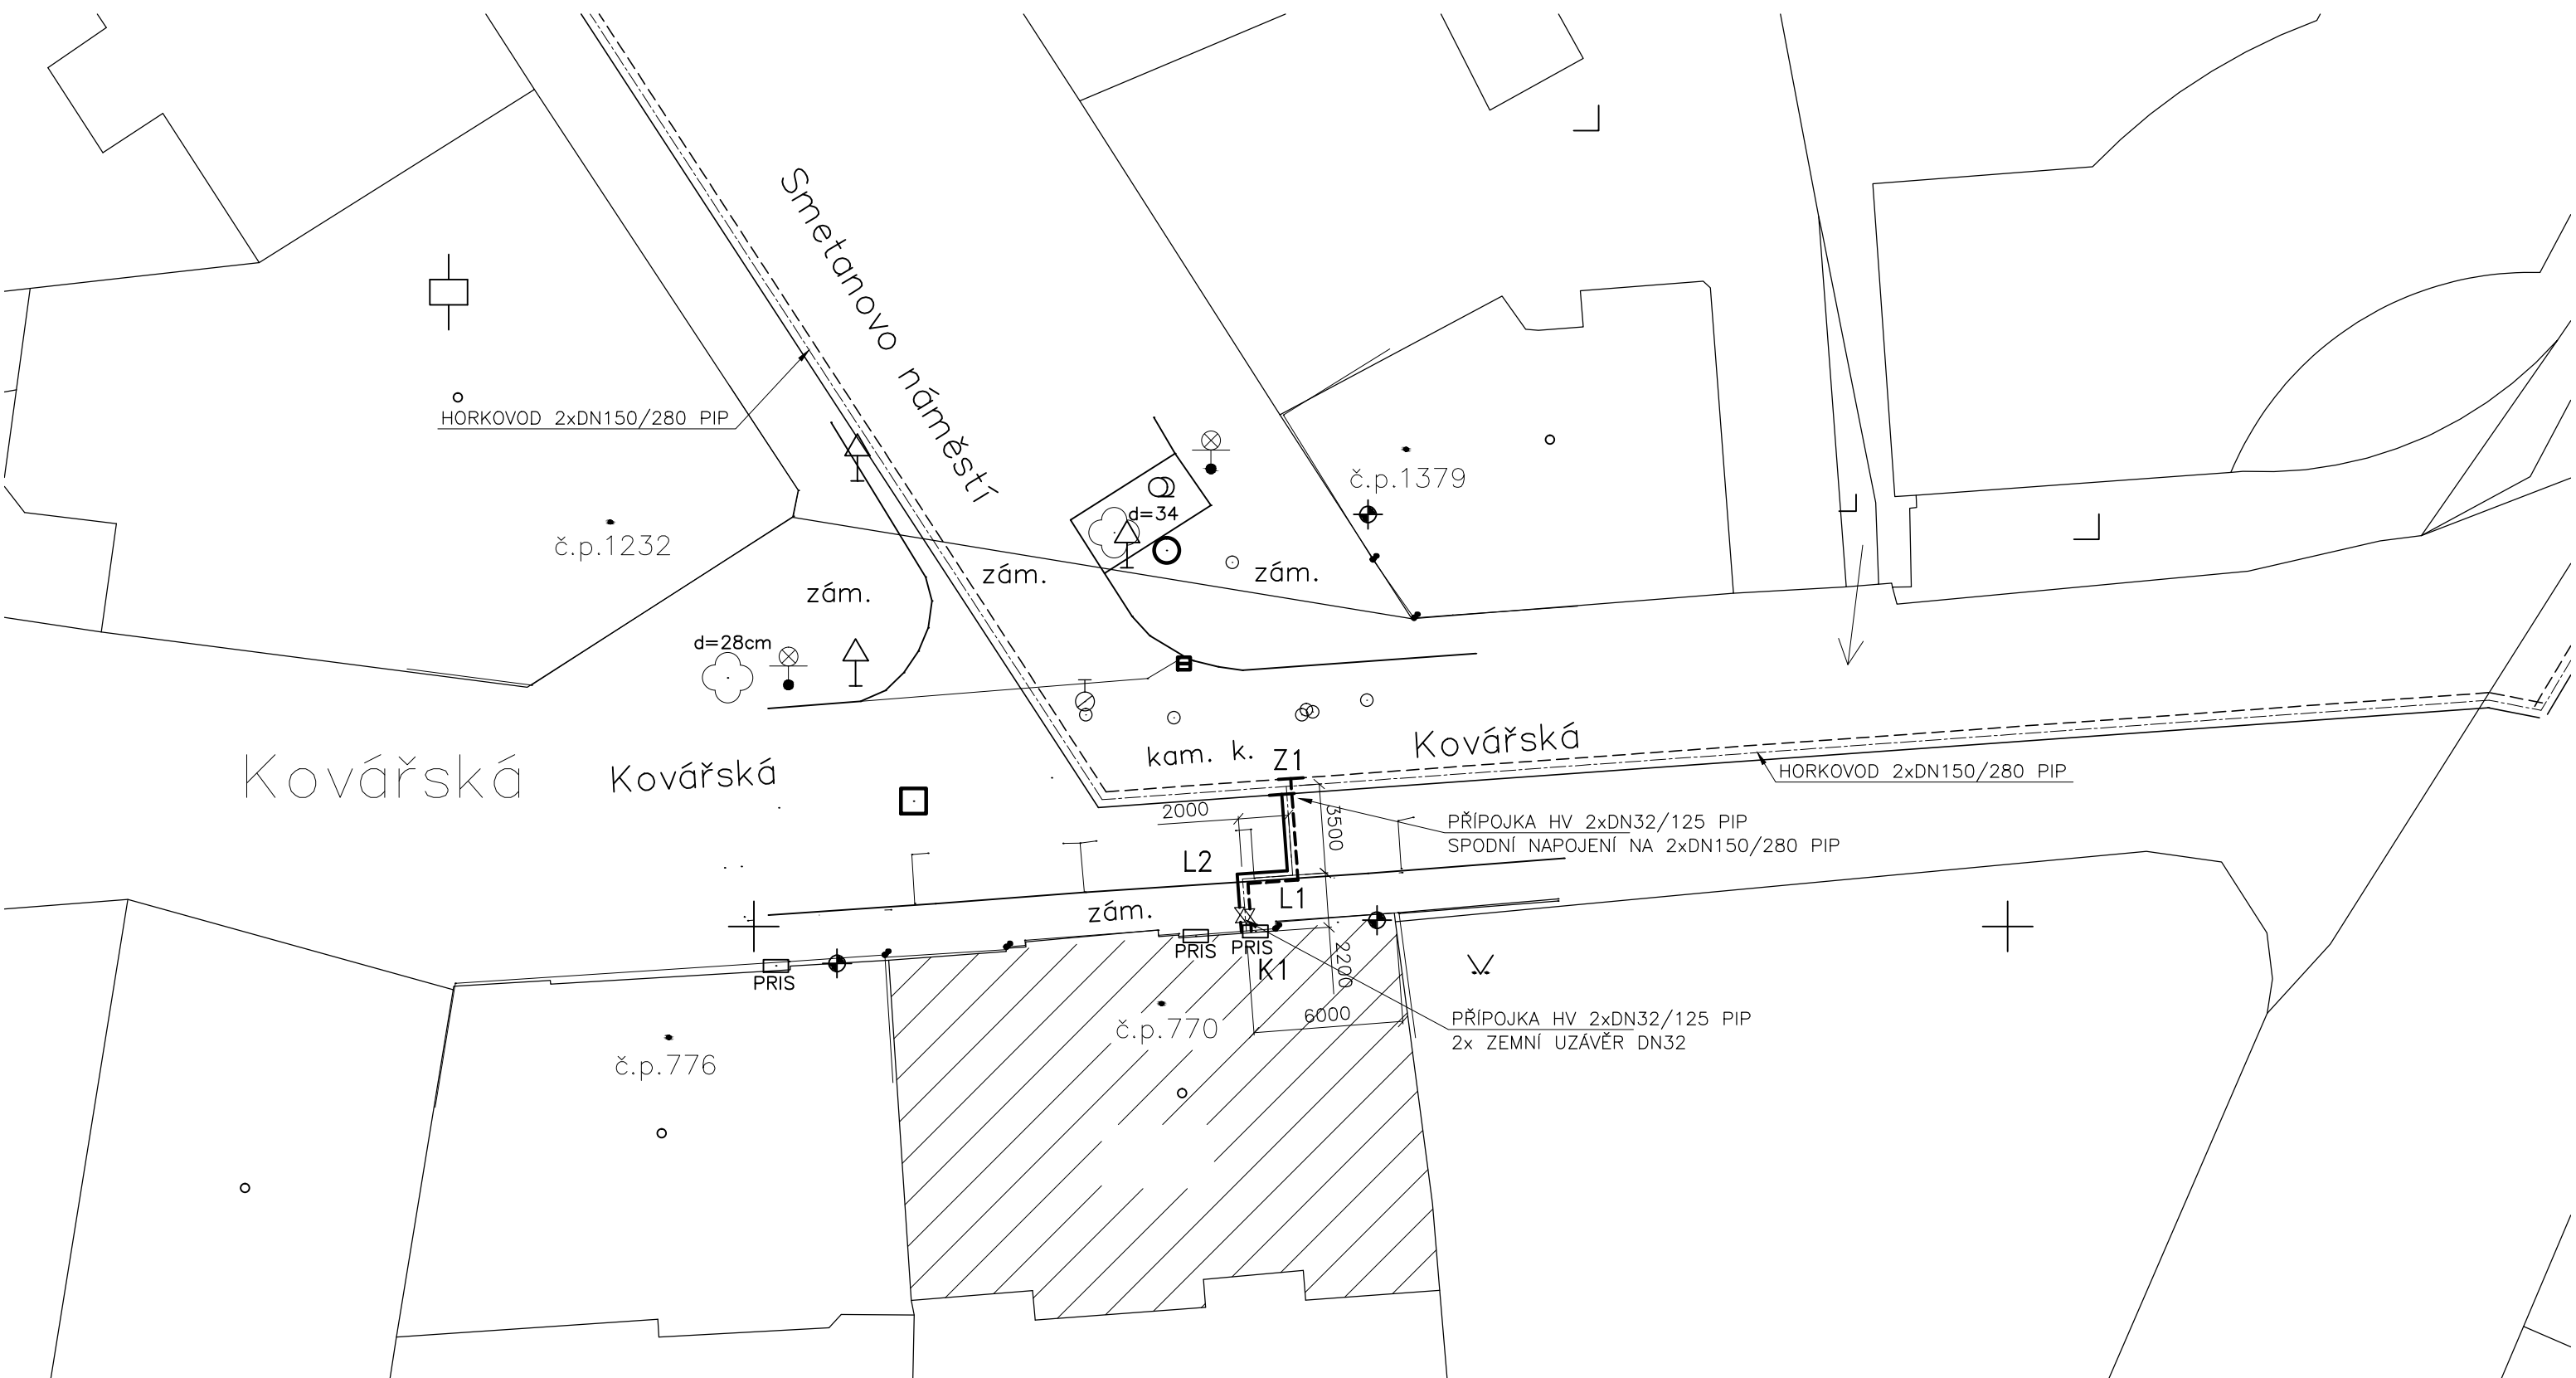 Smetanovo náměstí
HORKOVOD 2xDN150/280 PIP
č.p.1379
d=34
č.p.1232
zám.
zám.
zám.
d=28cm
Kovářská
Kovářská
kam. k.
Kovářská
Z1
HORKOVOD 2xDN150/280 PIP
2000
3500
PŘÍPOJKA HV 2xDN32/125 PIP
SPODNÍ NAPOJENÍ NA 2xDN150/280 PIP
L2
L1
zám.
PRIS
PRIS
PRIS
K1
2200
6000
č.p.770
PŘÍPOJKA HV 2xDN32/125 PIP
2x ZEMNÍ UZÁVĚR DN32
č.p.776